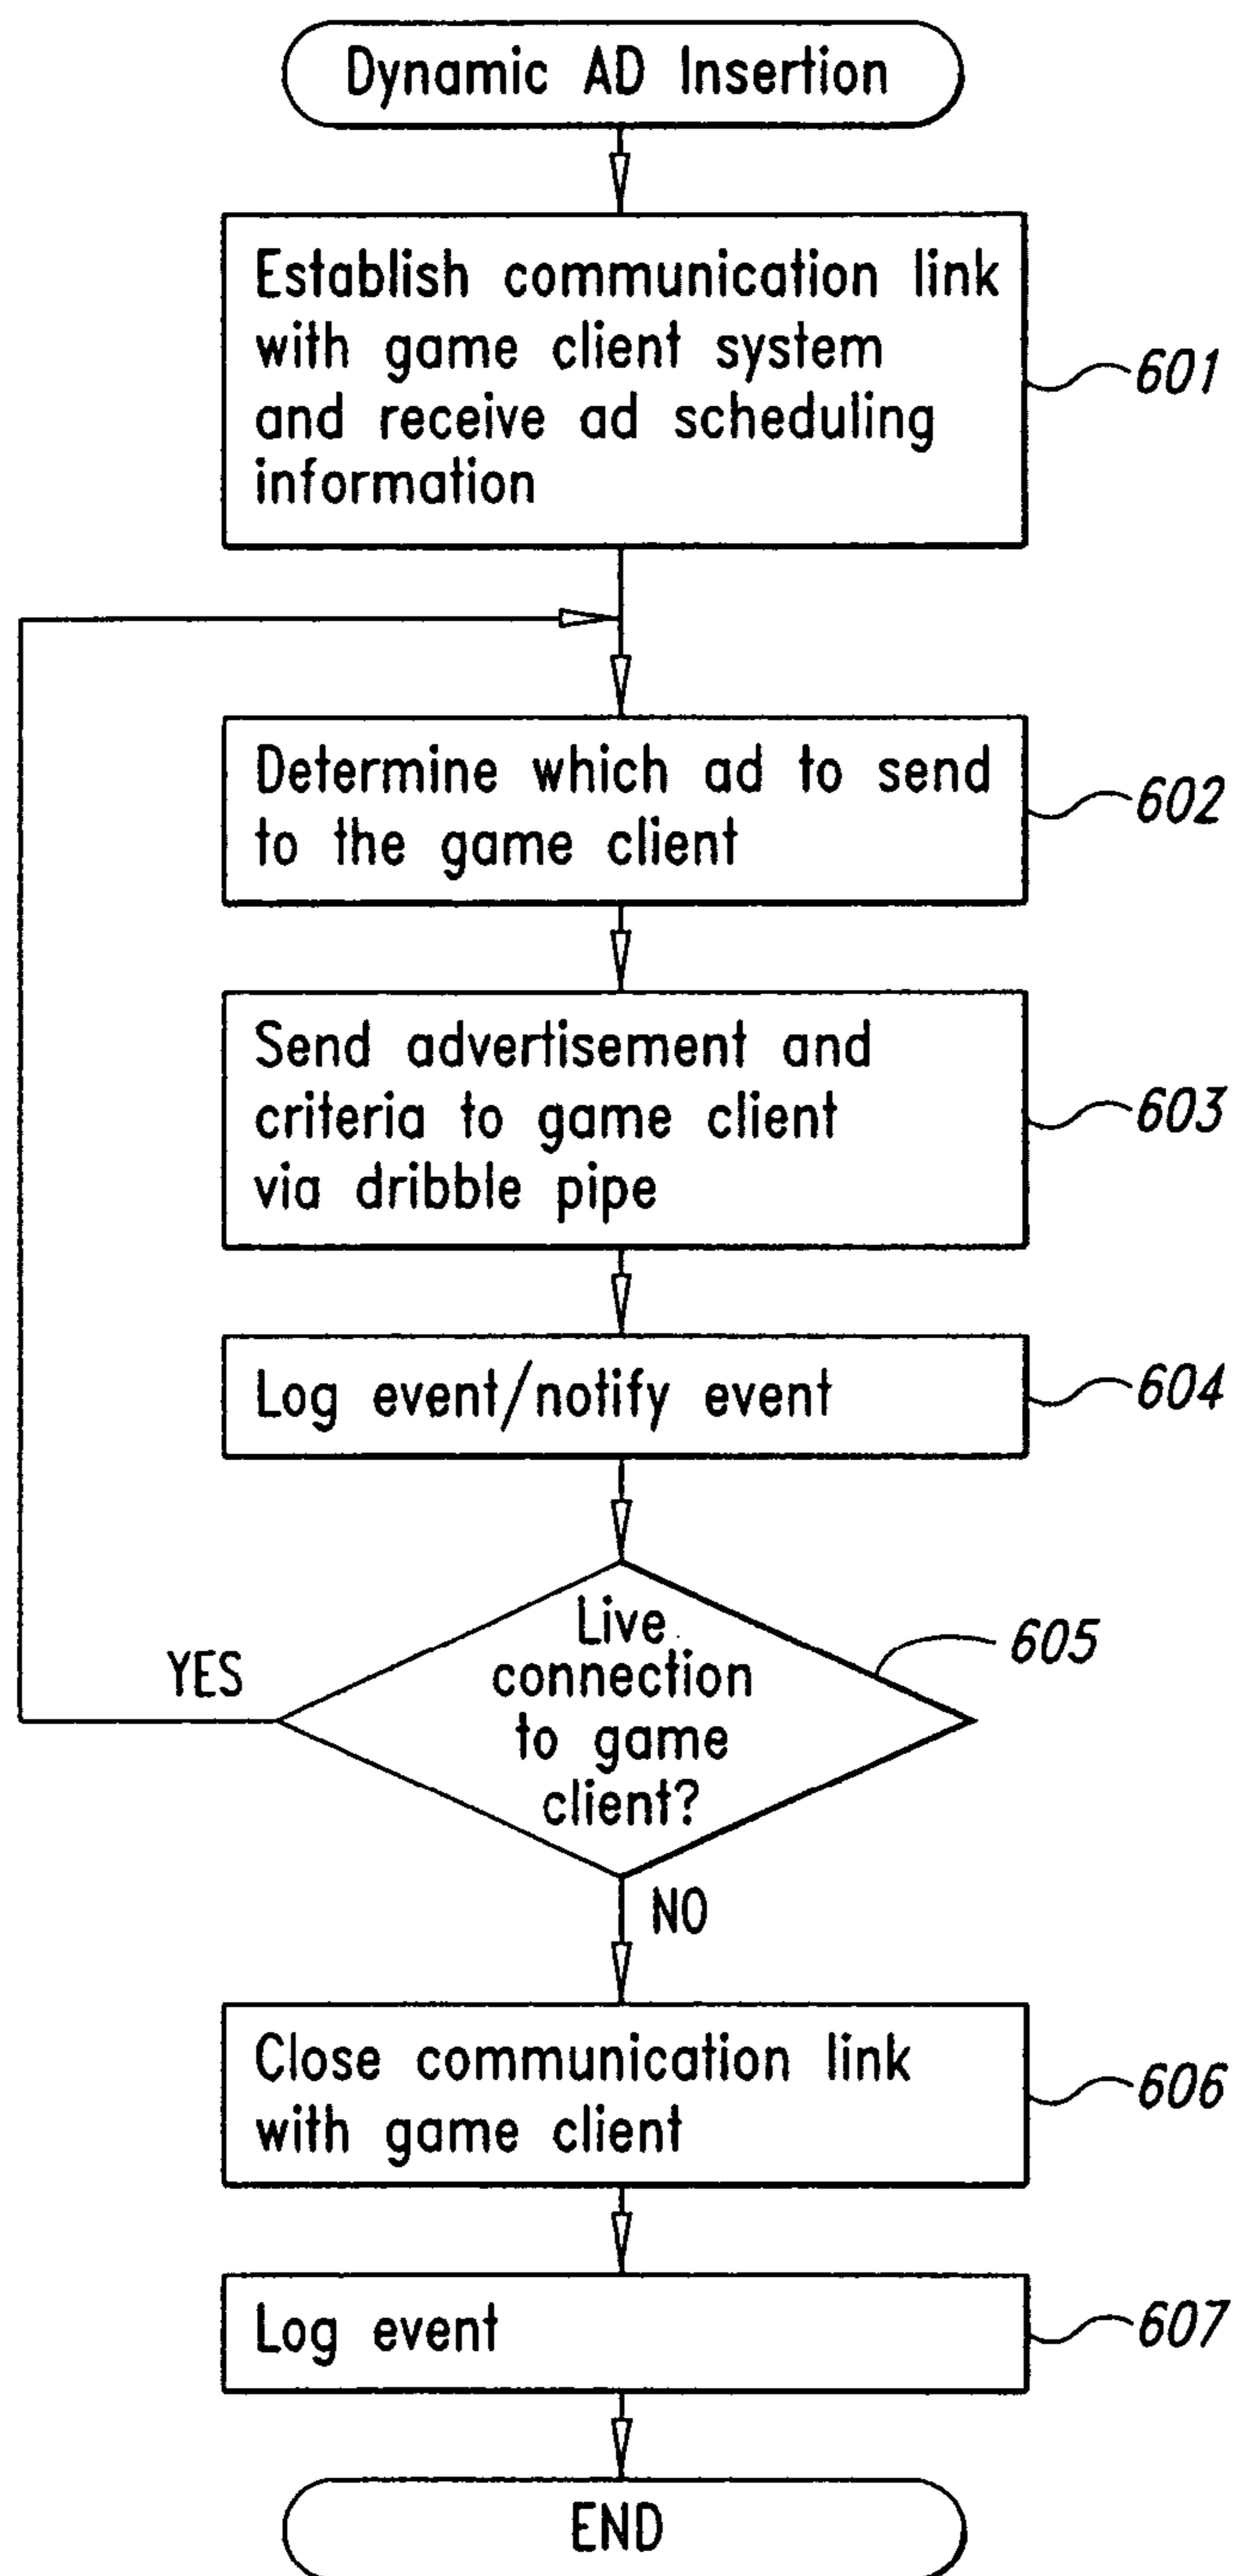 Dynamic AD Insertion
Establish communication link
with game client system
and receive ad scheduling
information
601
Determine which ad to send
to the game client
602
Send advertisement and
criteria to game client
via dribble pipe
603
Log event/notify event
604
Live
connection
to game
client?
605
YES
NO
Close communication link
with game client
606
Log event
607
END